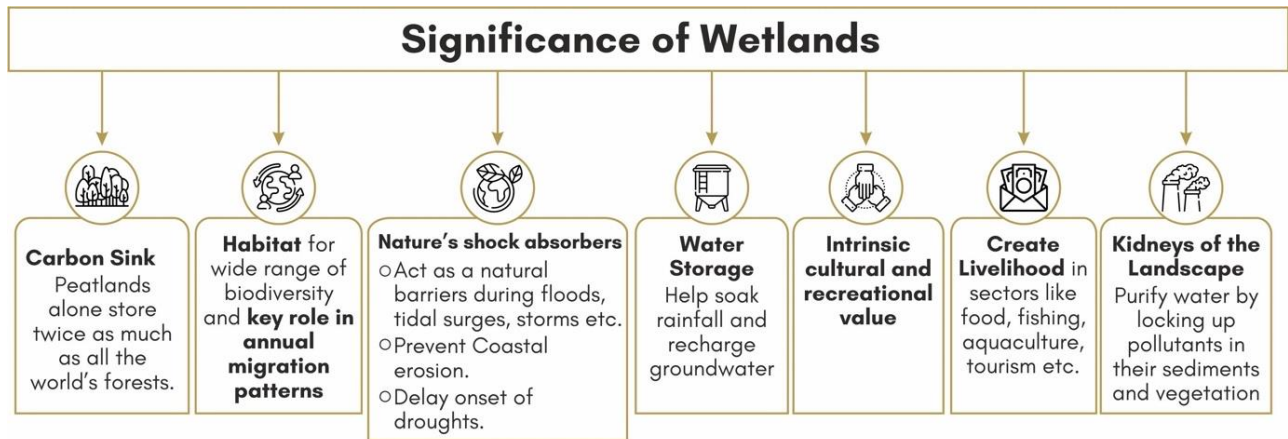 Significance of Wetlands
Carbon Sink
Peatlands
alone store
twice as much
as all the
world's forests.
Habitat for
wide range of
biodiversity
and key role in
annual
migration
patterns
Nature's shock absorbers
○Act as a natural
barriers during floods,
tidal surges, storms etc.
○Prevent Coastal
erosion.
○Delay onset of
droughts.
Water
Storage
Help soak
rainfall and
recharge
groundwater
Intrinsic
cultural and
recreational
value
Create
Livelihood in
sectors like
food, fishing,
aquaculture,
tourism etc.
Kidneys of the
Landscape
Purify water by
locking up
pollutants in
their sediments
and vegetation